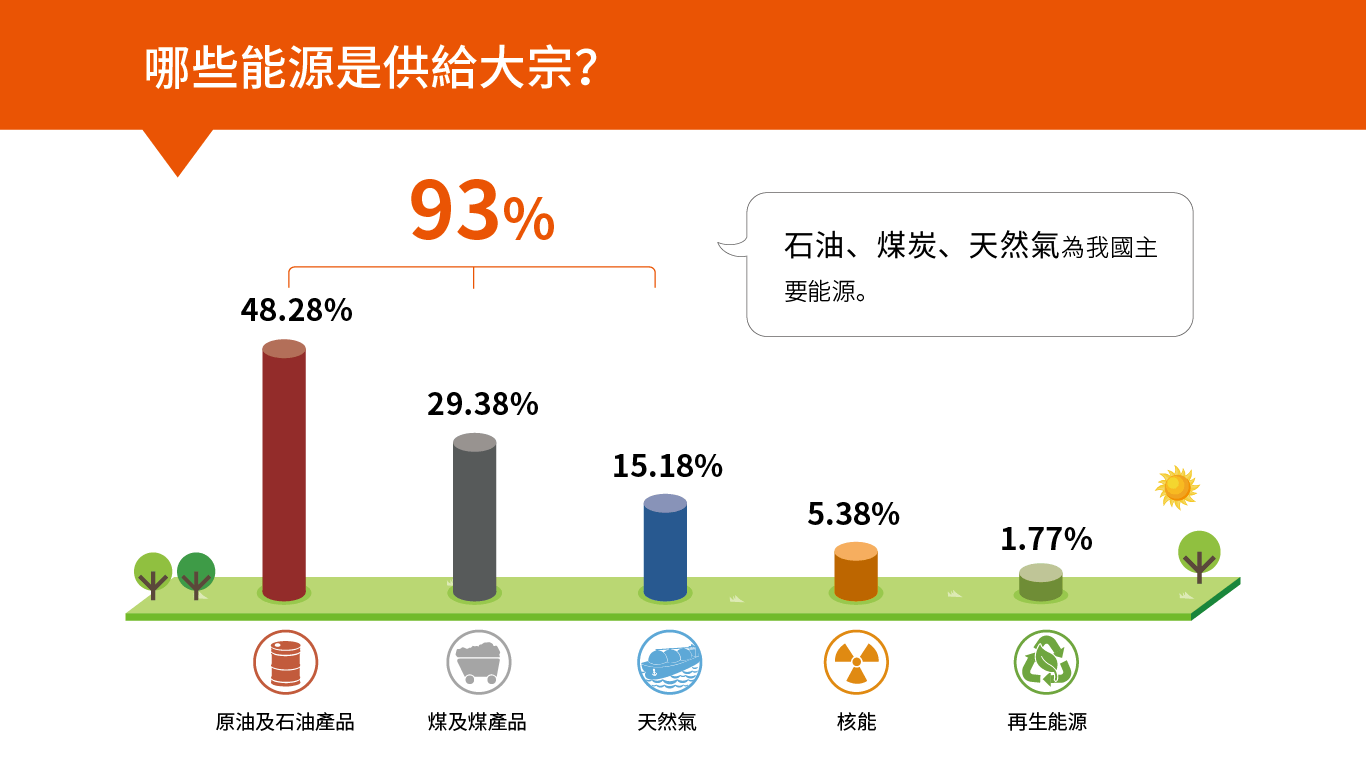 哪些能源是供給大宗?
93%
石油、煤炭、天然氣為我國主
要能源。
48.28%
29.38%
15.18%
5.38%
1.77%
原油及石油產品
煤及煤產品
天然氣
核能
再生能源